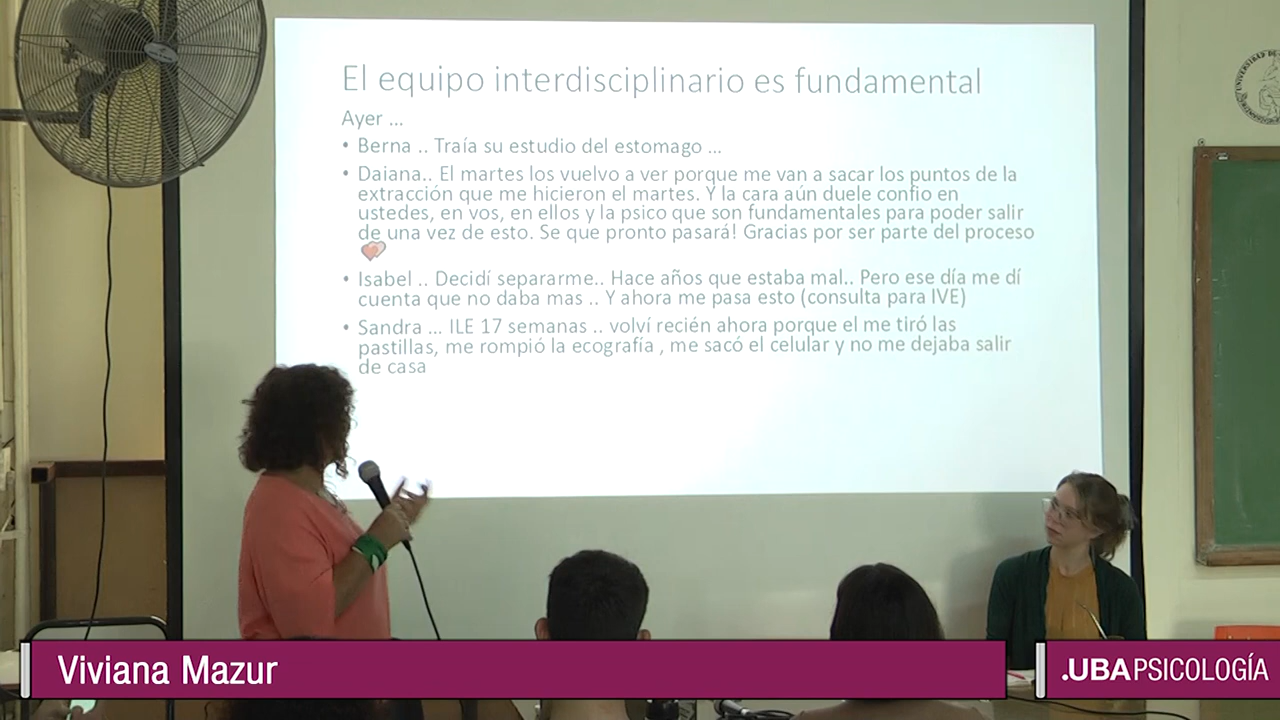 El equipo interdisciplinario es fundamental
Ayer ...
• Berna .. Traía su estudio del estomago ...
• Daiana.. El martes los vuelvo a ver porque me van a sacar los puntos de la
extracción que me hicieron el martes. Y la cara aún duele confio en
ustedes, en vos, en ellos y la psico que son fundamentales para poder salir
de una vez de esto. Se que pronto pasará! Gracias por ser parte del proceso
• Isabel .. Decidí separarme.. Hace años que estaba mal.. Pero ese día me dí
cuenta que no daba mas .. Y ahora me pasa esto (consulta para IVE)
• Sandra ... ILE 17 semanas .. volví recién ahora porque el me tiró las
pastillas, me rompió la ecografía , me sacó el celular y no me dejaba salir
de casa
Viviana Mazur
.UBAPSICOLOGÍA